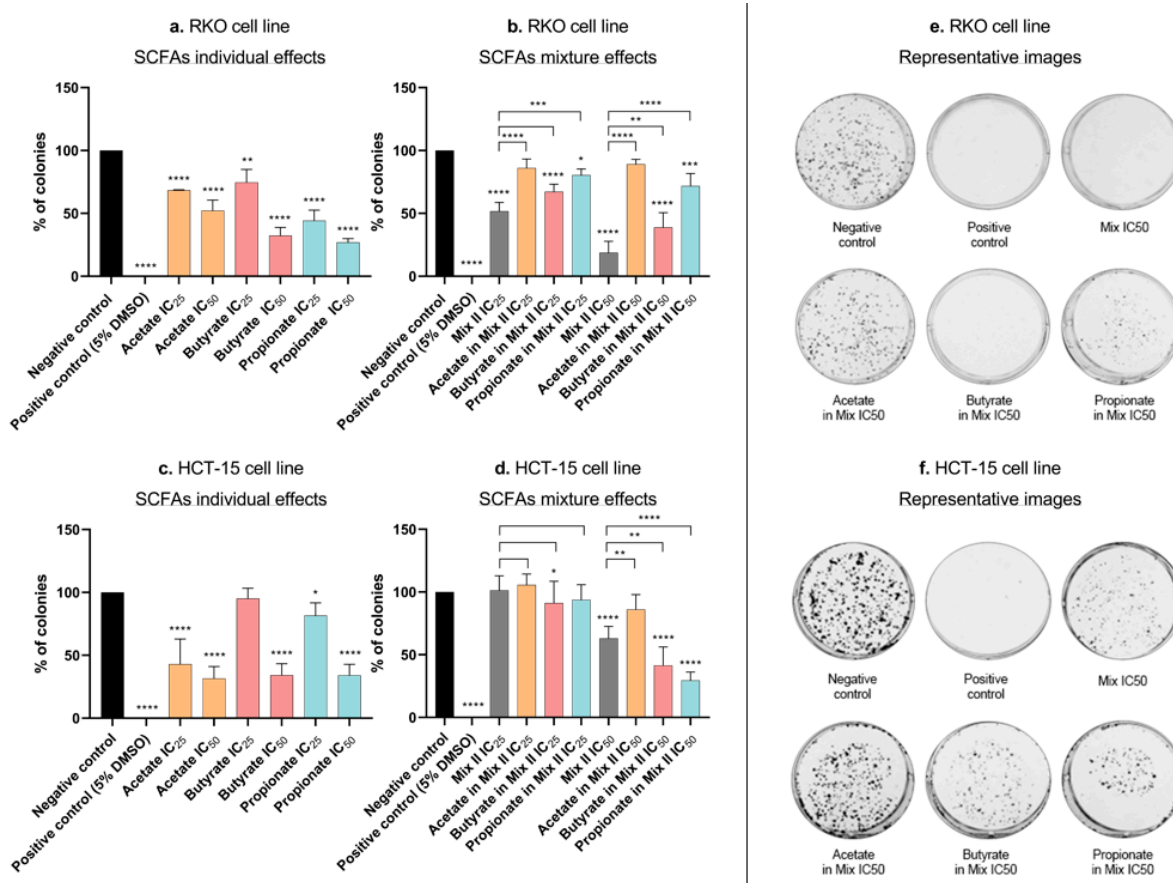 a. RKO cell line
SCFAs individual effects
% of colonies
150
100
50
0
****
****
****
**
****
****
****
Negative control
Positive control (5% DMSO)
Acetate IC25
Acetate IC50
Butyrate IC25
Butyrate IC50
Propionate IC25
Propionate IC50
b. RKO cell line
SCFAs mixture effects
% of colonies
150
100
50
0
***
****
****
**
****
****
****
****
*
****
****
***
Negative control
Positive control (5% DMSO)
Mix II IC25
Acetate in Mix II IC25
Butyrate in Mix II IC25
Propionate in Mix II IC25
Mix II IC50
Acetate in Mix II IC50
Butyrate in Mix II IC50
Propionate in Mix II IC50
c. HCT-15 cell line
SCFAs individual effects
% of colonies
150
100
50
0
****
****
****
****
*
****
Negative control
Positive control (5% DMSO)
Acetate IC25
Acetate IC50
Butyrate IC25
Butyrate IC50
Propionate IC25
Propionate IC50
d. HCT-15 cell line
SCFAs mixture effects
% of colonies
150
100
50
0
****
**
**
****
*
****
****
****
Negative control
Positive control (5% DMSO)
Mix II IC25
Acetate in Mix II IC25
Butyrate in Mix II IC25
Propionate in Mix II IC25
Mix II IC50
Acetate in Mix II IC50
Butyrate in Mix II IC50
Propionate in Mix II IC50
e. RKO cell line
Representative images
Negative
control
Positive
control
Mix IC50
Acetate
in Mix IC50
Butyrate
in Mix IC50
Propionate
in Mix IC50
f. HCT-15 cell line
Representative images
Negative
control
Positive
control
Mix IC50
Acetate
in Mix IC50
Butyrate
in Mix IC50
Propionate
in Mix IC50